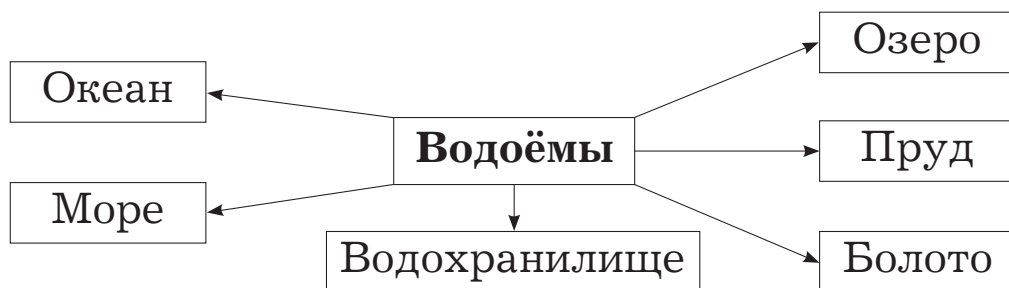 Озеро
Океан
Водоёмы
Пруд
Море
Водохранилище
Болото